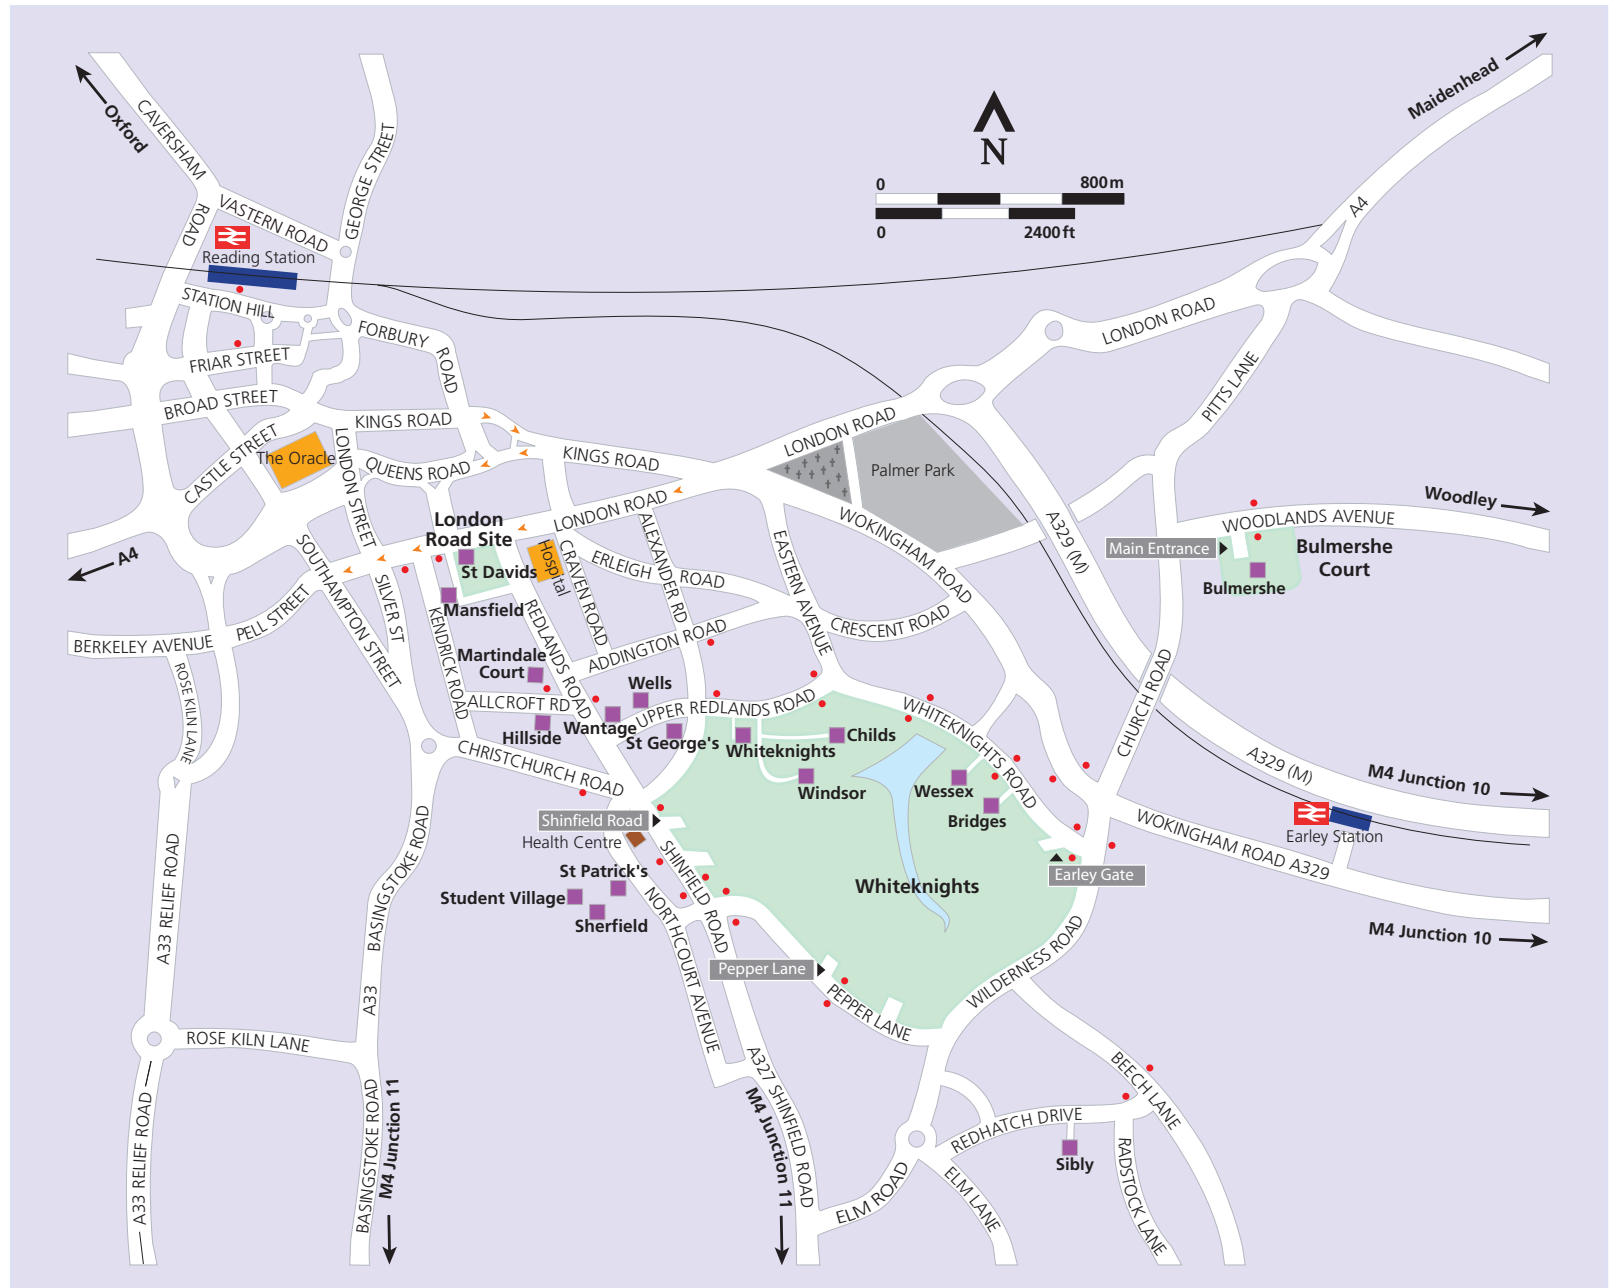 Oxford
CAVERSHAM
ROAD
VASTERN ROAD
GEORGE STREET
Reading Station
STATION HILL
FORBURY
ROAD
FRIAR STREET
BROAD STREET
KINGS ROAD
CASTLE STREET
The Oracle
LONDON STREET
QUEENS ROAD
KINGS ROAD
N
0
800m
0
2400ft
Maidenhead
A4
LONDON ROAD
PITTS LANE
LONDON ROAD
Palmer Park
WOKINGHAM ROAD
A329 (M)
Woodley
WOODLANDS AVENUE
Main Entrance
Bulmershe
Court
Bulmershe
A4
LONDON ROAD
London
Road Site
St Davids
Hospital
CRAVEN ROAD
ALEXANDER RD
ERLEIGH
ROAD
EASTERN AVENUE
CRESCENT ROAD
SOUTHAMPTON STREET
SILVER ST
Mansfield
KENDRICK ROAD
REDLANDS ROAD
PELL STREET
BERKELEY AVENUE
ROSE KILN LANE
ADDINGTON ROAD
Martindale
Court
Wells
ALLCROFT RD
Wantage
UPPER REDLANDS ROAD
Hillside
St George's
Whiteknights
Childs
Windsor
WHITEKNIGHTS ROAD
Wessex
Bridges
CHURCH ROAD
A329 (M)
M4 Junction 10
Earley Station
WOKINGHAM ROAD A329
M4 Junction 10
CHRISTCHURCH ROAD
Shinfield Road
Health Centre
St Patrick's
Student Village
Sherfield
SHINFIELD ROAD
NORTHCOURT AVENUE
Whiteknights
Earley Gate
Pepper Lane
PEPPER LANE
WILDERNESS ROAD
A33 RELIEF ROAD
BASINGSTOKE ROAD
A33
ROSE KILN LANE
A33 RELIEF ROAD
BASINGSTOKE ROAD
M4 Junction 11
A327 SHINFIELD ROAD
M4 Junction 11
BEECH LANE
REDHATCH DRIVE
Sibly
RADSTOCK LANE
ELM ROAD
ELM LANE